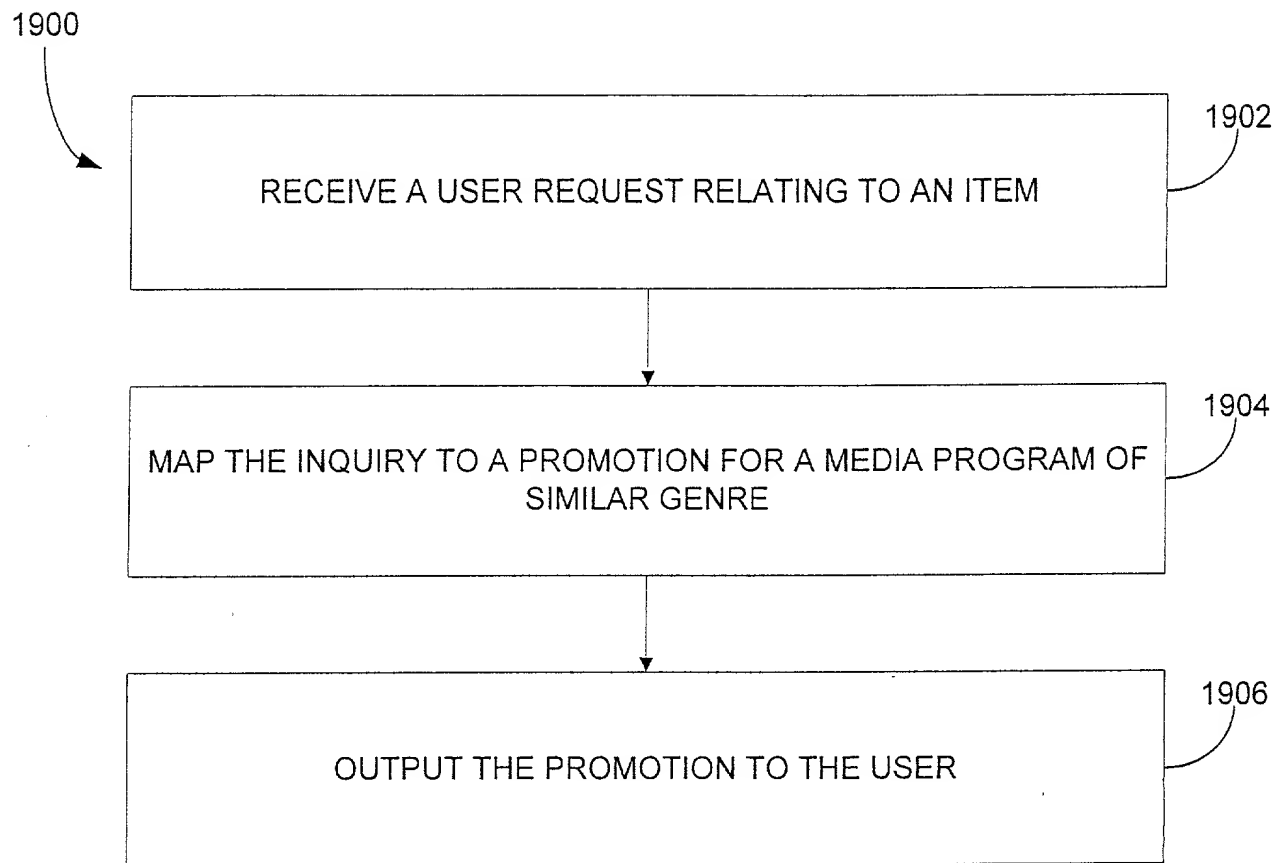 1900
1902
RECEIVE A USER REQUEST RELATING TO AN ITEM
1904
MAP THE INQUIRY TO A PROMOTION FOR A MEDIA PROGRAM OF
SIMILAR GENRE
1906
OUTPUT THE PROMOTION TO THE USER